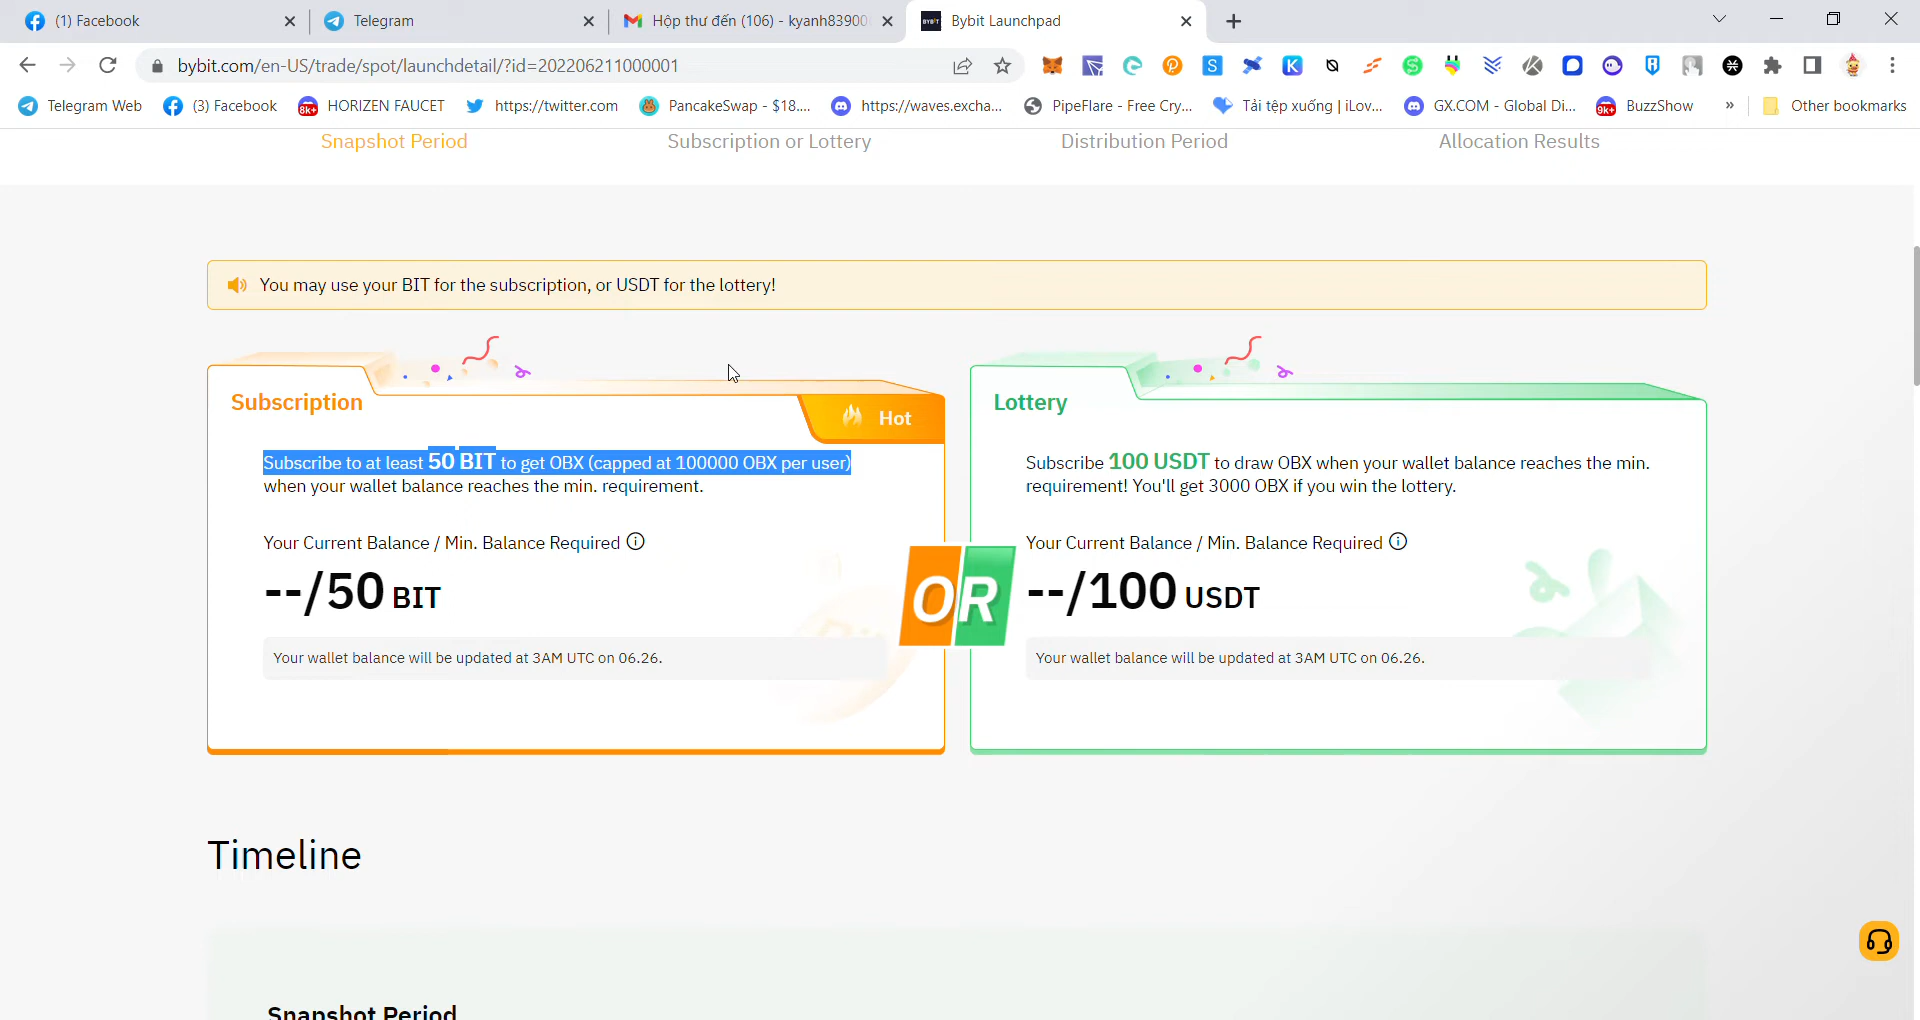 (1) Facebook
Telegram
Hộp thư đến (106) - kyanh83900
BYBIT
Bybit Launchpad
bybit.com/en-US/trade/spot/launchdetail/?id=202206211000001
Telegram Web
(3) Facebook
8k+
HORIZEN FAUCET
https://twitter.com
PancakeSwap - $18....
https://waves.excha...
PipeFlare - Free Cry...
Tải tệp xuống | iLov...
GX.COM - Global Di...
9k+
BuzzShow
»
Other bookmarks
Snapshot Period
Subscription or Lottery
Distribution Period
Allocation Results
You may use your BIT for the subscription, or USDT for the lottery!
Subscription
Hot
Subscribe to at least 50 BIT to get OBX (capped at 100000 OBX per user)
when your wallet balance reaches the min. requirement.
Your Current Balance / Min. Balance Required
--/50 BIT
Your wallet balance will be updated at 3AM UTC on 06.26.
OR
Lottery
Subscribe 100 USDT to draw OBX when your wallet balance reaches the min.
requirement! You'll get 3000 OBX if you win the lottery.
Your Current Balance / Min. Balance Required
--/100 USDT
Your wallet balance will be updated at 3AM UTC on 06.26.
Timeline
Snapshot Period